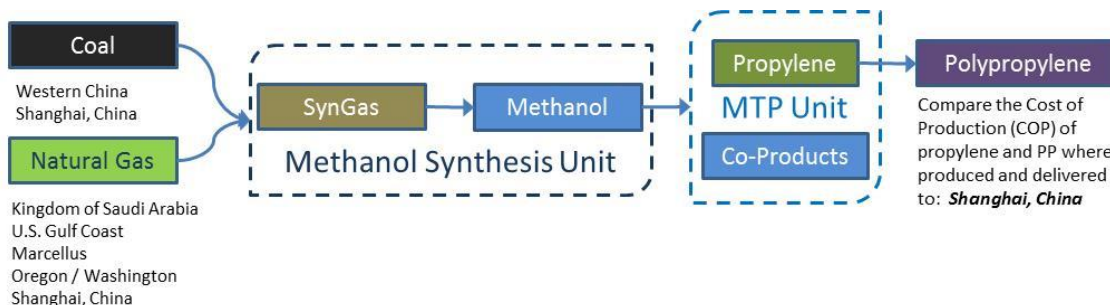 Coal
Western China
Shanghai, China
Natural Gas
Kingdom of Saudi Arabia
U.S. Gulf Coast
Marcellus
Oregon / Washington
Shanghai, China
SynGas
Methanol
Methanol Synthesis Unit
Propylene
MTP Unit
Co-Products
Polypropylene
Compare the Cost of
Production (COP) of
propylene and PP where
produced and delivered
to: Shanghai, China